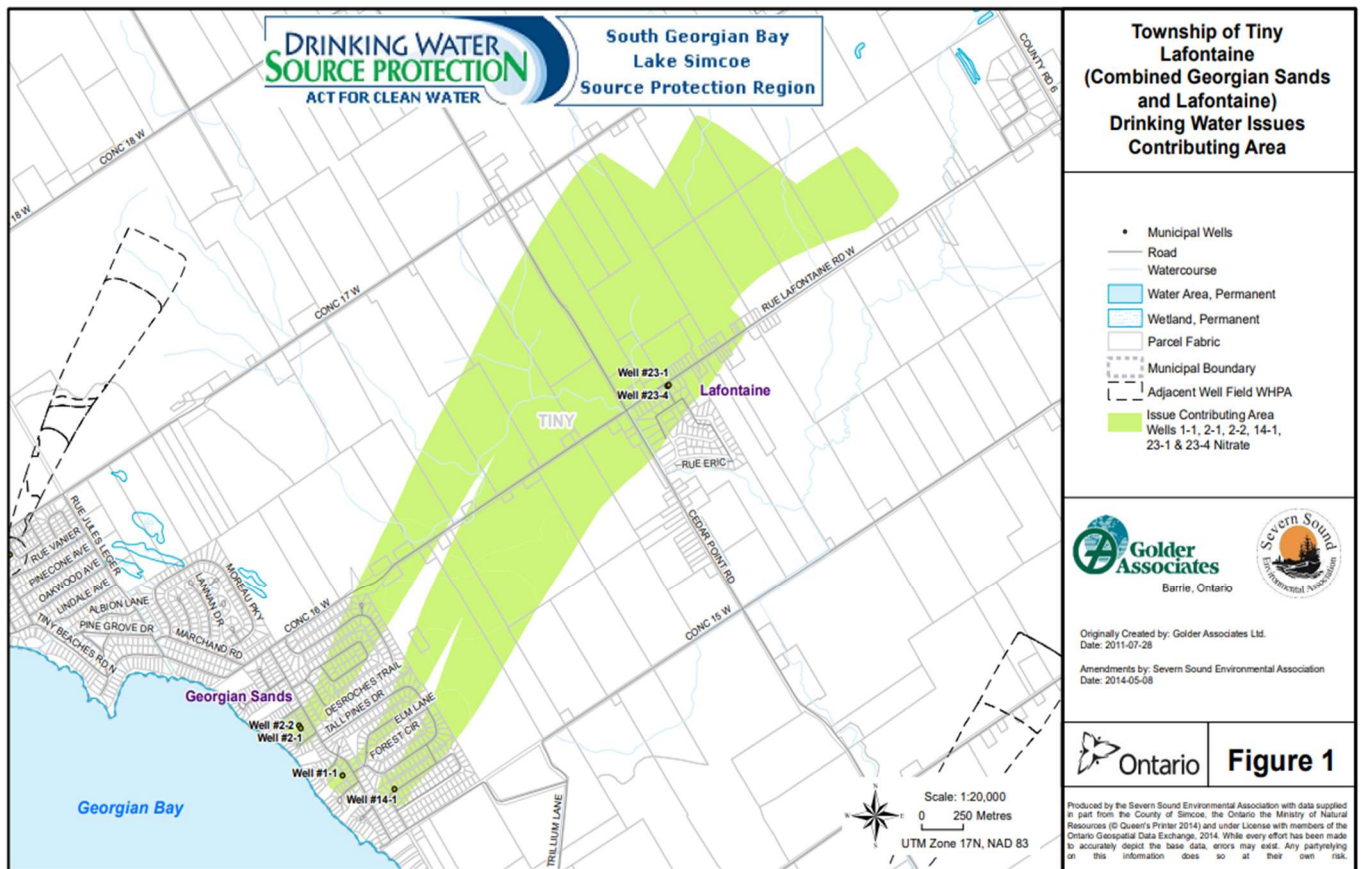 DRINKING WATER
SOURCE PROTECTION
ACT FOR CLEAN WATER
South Georgian Bay
Lake Simcoe
Source Protection Region
CONC 18 W
18 W
COUNTY RD 6
CONC 17 W
RUE LAFONTAINE RD W
Well #23-1
Well #23-4
Lafontaine
TINY
RUE ERIC
CEDAR POINT RD
RUE JULES LEGER
RUE VANIER
PINECONE AVE
OAKWOOD AVE
LINDALE AVE
ALBION LANE
LANNAN DR
MOREAU PKY
PINE GROVE DR
MARCHAND RD
TINY BEACHES RD N
CONC 16 W
CONC 15 W
Georgian Sands
DESROCHES TRAIL
TALL PINES DR
ELM LANE
FOREST CIR
Well #2-2
Well #2-1
Well #1-1
Well #14-1
Georgian Bay
TRILLIUM LANE
N
W
E
S
Scale: 1:20,000
0 250 Metres
UTM Zone 17N, NAD 83
Township of Tiny
Lafontaine
(Combined Georgian Sands
and Lafontaine)
Drinking Water Issues
Contributing Area
Municipal Wells
Road
Watercourse
Water Area, Permanent
Wetland, Permanent
Parcel Fabric
Municipal Boundary
Adjacent Well Field WHPA
Issue Contributing Area
Wells 1-1, 2-1, 2-2, 14-1,
23-1 & 23-4 Nitrate
Golder
Associates
Barrie, Ontario
Severn Sound
Environmental Association
Originally Created by: Golder Associates Ltd.
Date: 2011-07-28
Amendments by: Severn Sound Environmental Association
Date: 2014-05-08
Ontario
Figure 1
Produced by the Severn Sound Environmental Association with data supplied
in part from the County of Simcoe, the Ontario the Ministry of Natural
Resources (© Queen's Printer 2014) and under License with members of the
Ontario Geospatial Data Exchange, 2014. While every effort has been made
to accurately depict the base data, errors may exist. Any partyrelying
on this information does so at their own risk.